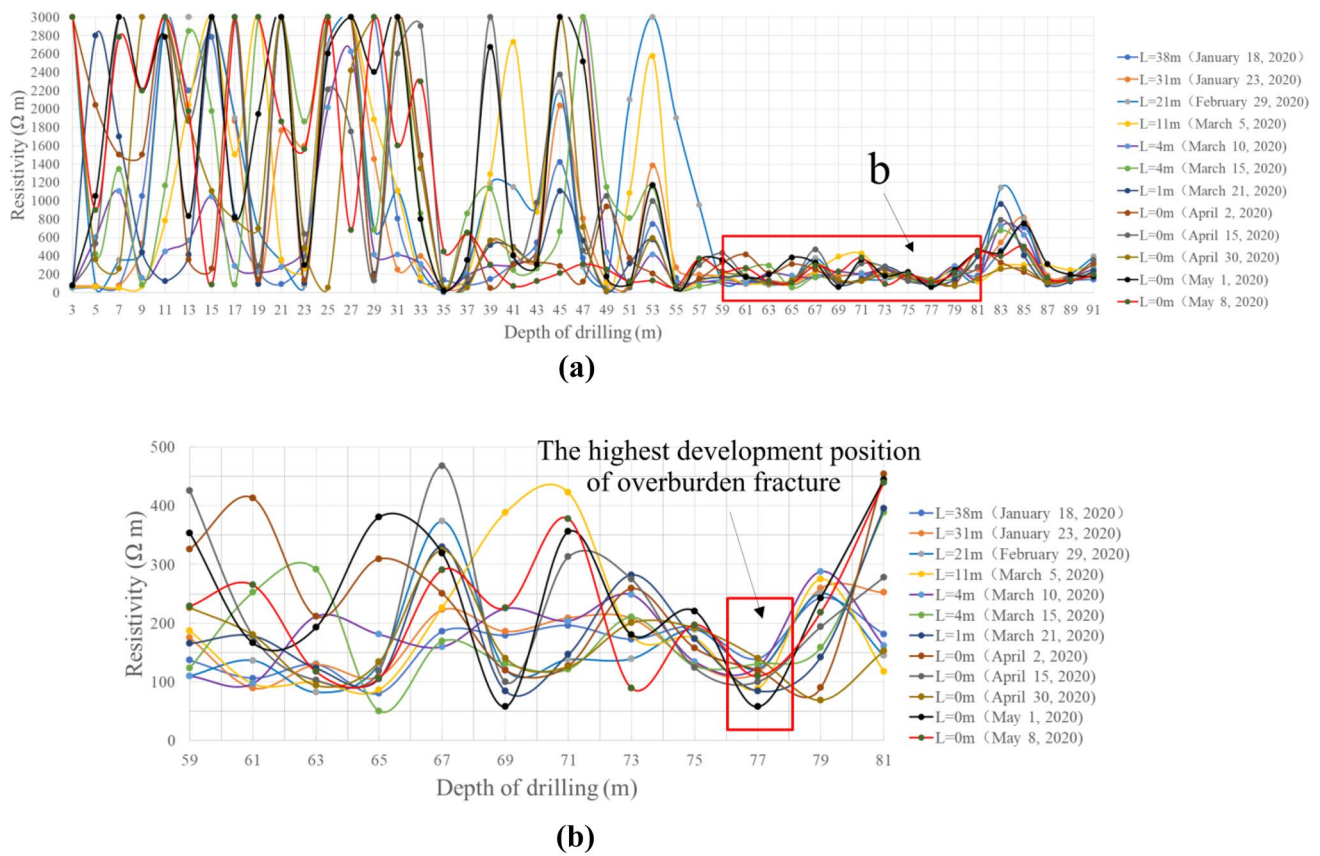 3000
2800
2600
2400
2200
2000
1800
1600
1400
1200
1000
800
600
400
200
0
Resistivity (Ω m)
3 5 7 9 11 13 15 17 19 21 23 25 27 29 31 33 35 37 39 41 43 45 47 49 51 53 55 57 59 61 63 65 67 69 71 73 75 77 79 81 83 85 87 89 91
Depth of drilling (m)
b
L=38m（January 18, 2020）
L=31m（January 23, 2020)
L=21m（February 29, 2020)
L=11m（March 5, 2020)
L=4m（March 10, 2020)
L=4m（March 15, 2020)
L=1m（March 21, 2020)
L=0m（April 2, 2020)
L=0m（April 15, 2020)
L=0m（April 30, 2020)
L=0m（May 1, 2020)
L=0m（May 8, 2020)
(a)
500
400
300
200
100
0
Resistivity (Ω m)
The highest development position
of overburden fracture
59 61 63 65 67 69 71 73 75 77 79 81
Depth of drilling (m)
L=38m（January 18, 2020）
L=31m（January 23, 2020)
L=21m（February 29, 2020)
L=11m（March 5, 2020)
L=4m（March 10, 2020)
L=4m（March 15, 2020)
L=1m（March 21, 2020)
L=0m（April 2, 2020)
L=0m（April 15, 2020)
L=0m（April 30, 2020)
L=0m（May 1, 2020)
L=0m（May 8, 2020)
(b)